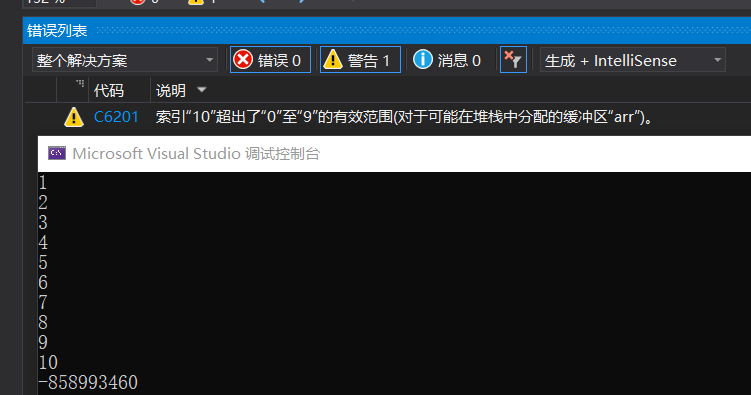 错误列表
整个解决方案 错误 0 警告 1 消息 0 生成 + IntelliSense
代码 说明
C6201 索引“10”超出了“0”至“9”的有效范围(对于可能在堆栈中分配的缓冲区“arr”)。
Microsoft Visual Studio 调试控制台
1
2
3
4
5
6
7
8
9
10
-858993460